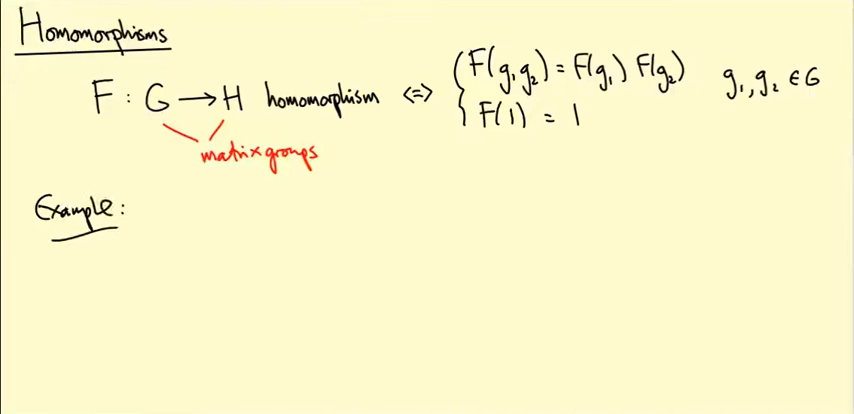 Homomorphisms
F : G → H homomorphism <=> { F(g₁g₂) = F(g₁) F(g₂) g₁, g₂ ∈ G
F(1) = 1
matrix groups
Example: